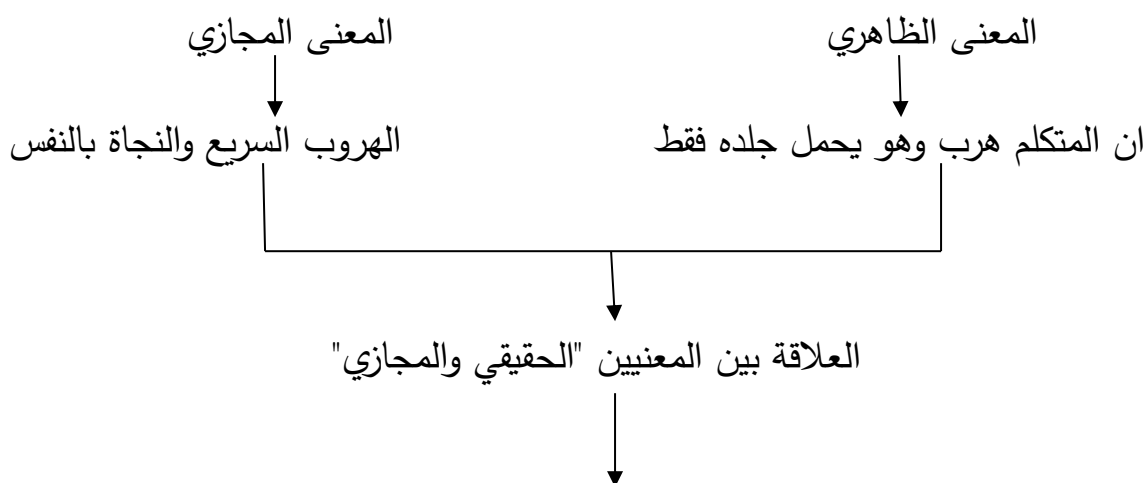 المعنى الظاهري
المعنى المجازي
ان المتكلم هرب وهو يحمل جلده فقط
الهروب السريع والنجاة بالنفس
العلاقة بين المعنيين "الحقيقي والمجازي"